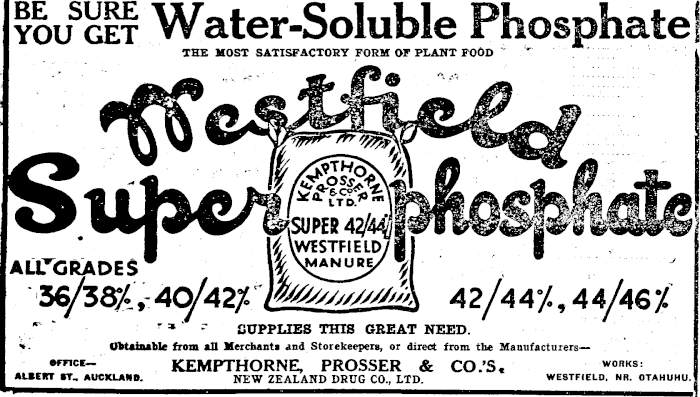 BE SURE
YOU GET
Water-Soluble Phosphate
THE MOST SATISFACTORY FORM OF PLANT FOOD
Westfield
Superphosphate
KEMPTHORNE
PROSSER
& CO'S
LTD.
SUPER 42/44%
WESTFIELD
MANURE
ALL GRADES
36/38%, 40/42%
42/44%, 44/46%
SUPPLIES THIS GREAT NEED.
Obtainable from all Merchants and Storekeepers, or direct from the Manufacturers—
OFFICE—
ALBERT ST., AUCKLAND.
KEMPTHORNE, PROSSER & CO.'S,
NEW ZEALAND DRUG CO., LTD.
WORKS:
WESTFIELD, NR. OTAHUHU.